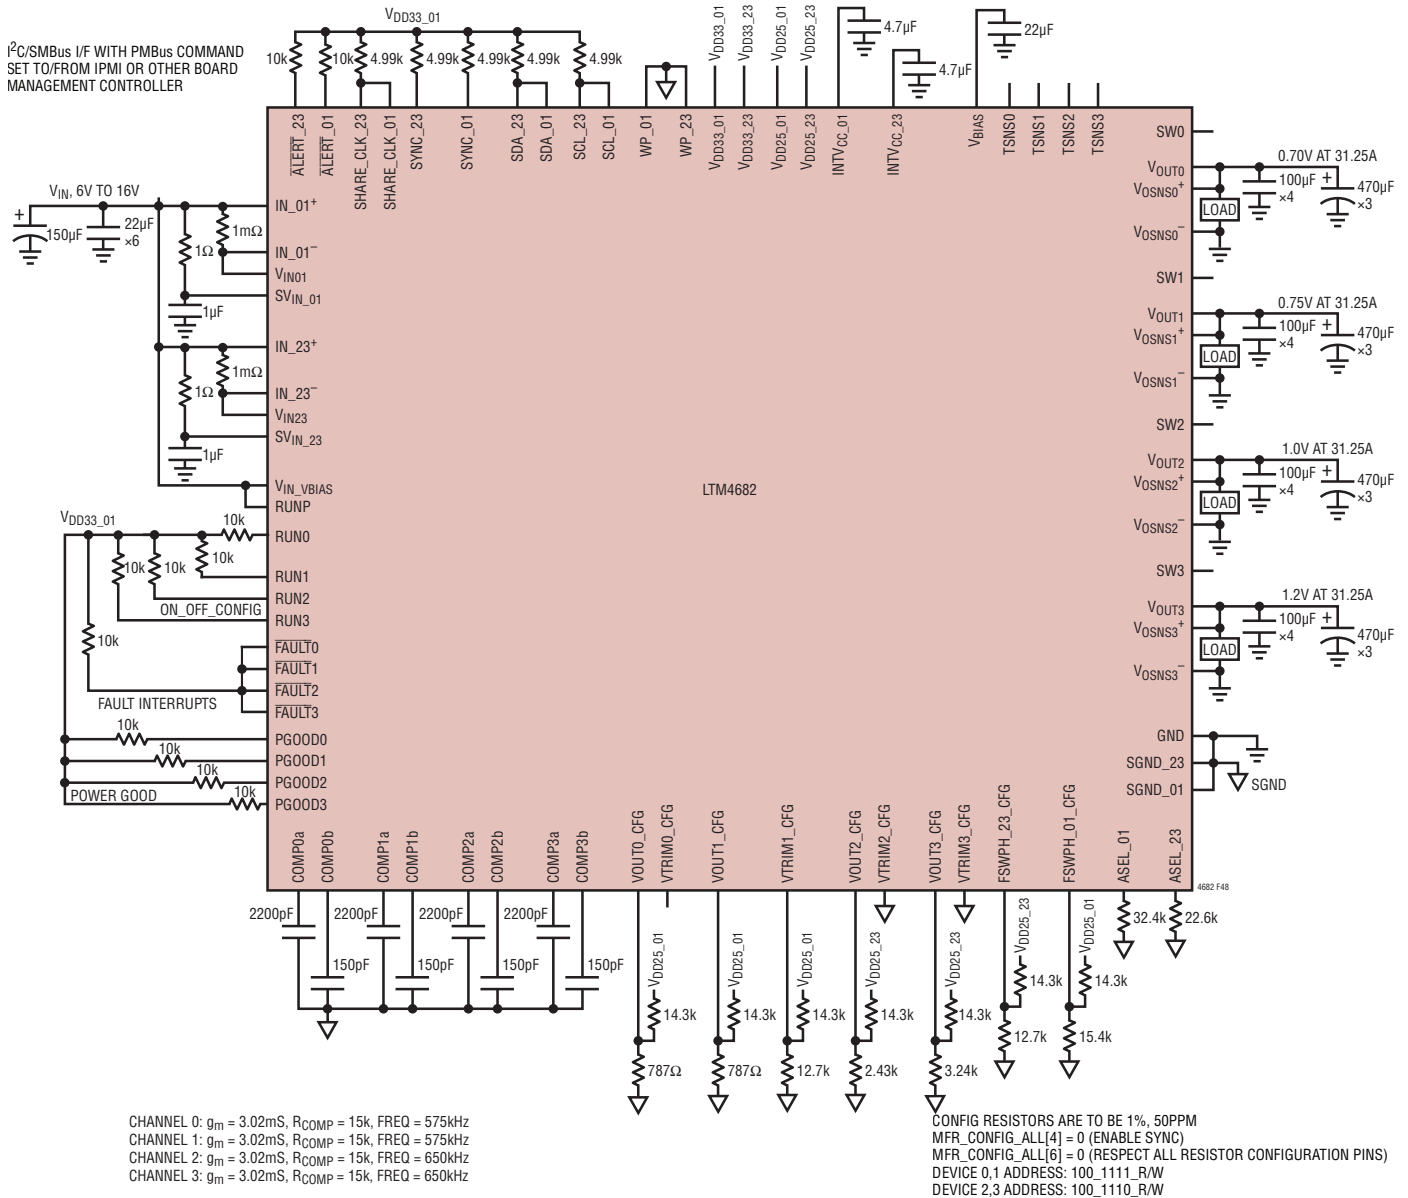 VDD33_01
I²C/SMBus I/F WITH PMBus COMMAND
SET TO/FROM IPMI OR OTHER BOARD
MANAGEMENT CONTROLLER
10k
10k
4.99k
4.99k
4.99k
4.99k
4.99k
VDD33_01
VDD33_23
VDD25_01
VDD25_23
4.7µF
4.7µF
22µF
ALERT_23
ALERT_01
SHARE_CLK_23
SHARE_CLK_01
SYNC_23
SYNC_01
SDA_23
SDA_01
SCL_23
SCL_01
WP_01
WP_23
VDD33_01
VDD33_23
VDD25_01
VDD25_23
INTVCC_01
INTVCC_23
VBIAS
TSNS0
TSNS1
TSNS2
TSNS3
VIN, 6V TO 16V
+
150µF
22µF
×6
1Ω
1mΩ
1µF
IN_01+
IN_01–
VIN01
SVIN_01
1Ω
1mΩ
1µF
IN_23+
IN_23–
VIN23
SVIN_23
VIN_VBIAS
RUNP
VDD33_01
10k
10k
10k
10k
10k
RUN0
RUN1
RUN2
ON_OFF_CONFIG
RUN3
FAULT0
FAULT1
FAULT2
FAULT INTERRUPTS
FAULT3
10k
PGOOD0
10k
PGOOD1
10k
PGOOD2
10k
POWER GOOD
PGOOD3
LTM4682
SW0
VOUT0
VOSNS0+
LOAD
VOSNS0–
0.70V AT 31.25A
100µF
×4
+
470µF
×3
SW1
VOUT1
VOSNS1+
LOAD
VOSNS1–
0.75V AT 31.25A
100µF
×4
+
470µF
×3
SW2
VOUT2
VOSNS2+
LOAD
VOSNS2–
1.0V AT 31.25A
100µF
×4
+
470µF
×3
SW3
VOUT3
VOSNS3+
LOAD
VOSNS3–
1.2V AT 31.25A
100µF
×4
+
470µF
×3
GND
SGND_23
SGND_01
SGND
COMP0a
COMP0b
COMP1a
COMP1b
COMP2a
COMP2b
COMP3a
COMP3b
VOUT0_CFG
VTRIM0_CFG
VOUT1_CFG
VTRIM1_CFG
VOUT2_CFG
VTRIM2_CFG
VOUT3_CFG
VTRIM3_CFG
FSWPH_23_CFG
FSWPH_01_CFG
ASEL_01
ASEL_23
4682 F48
2200pF
2200pF
2200pF
2200pF
150pF
150pF
150pF
150pF
VDD25_01
14.3k
787Ω
VDD25_01
14.3k
787Ω
VDD25_01
14.3k
12.7k
VDD25_23
14.3k
2.43k
VDD25_23
14.3k
3.24k
VDD25_23
14.3k
12.7k
VDD25_01
14.3k
15.4k
32.4k
22.6k
CHANNEL 0: gm = 3.02mS, RCOMP = 15k, FREQ = 575kHz
CHANNEL 1: gm = 3.02mS, RCOMP = 15k, FREQ = 575kHz
CHANNEL 2: gm = 3.02mS, RCOMP = 15k, FREQ = 650kHz
CHANNEL 3: gm = 3.02mS, RCOMP = 15k, FREQ = 650kHz
CONFIG RESISTORS ARE TO BE 1%, 50PPM
MFR_CONFIG_ALL[4] = 0 (ENABLE SYNC)
MFR_CONFIG_ALL[6] = 0 (RESPECT ALL RESISTOR CONFIGURATION PINS)
DEVICE 0,1 ADDRESS: 100_1111_R/W
DEVICE 2,3 ADDRESS: 100_1110_R/W